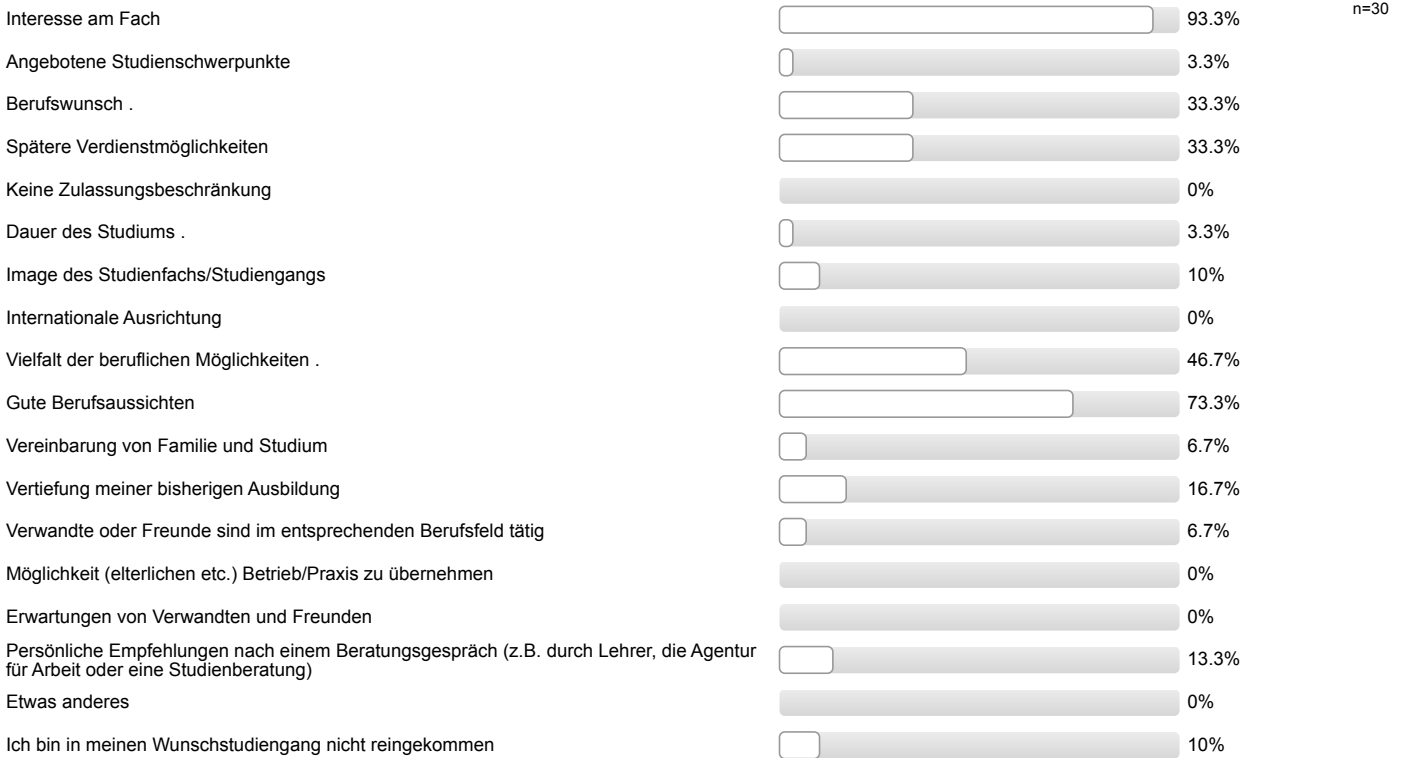 Interesse am Fach 93.3% n=30
Angebotene Studienschwerpunkte 3.3%
Berufswunsch . 33.3%
Spätere Verdienstmöglichkeiten 33.3%
Keine Zulassungsbeschränkung 0%
Dauer des Studiums . 3.3%
Image des Studienfachs/Studiengangs 10%
Internationale Ausrichtung 0%
Vielfalt der beruflichen Möglichkeiten . 46.7%
Gute Berufsaussichten 73.3%
Vereinbarung von Familie und Studium 6.7%
Vertiefung meiner bisherigen Ausbildung 16.7%
Verwandte oder Freunde sind im entsprechenden Berufsfeld tätig 6.7%
Möglichkeit (elterlichen etc.) Betrieb/Praxis zu übernehmen 0%
Erwartungen von Verwandten und Freunden 0%
Persönliche Empfehlungen nach einem Beratungsgespräch (z.B. durch Lehrer, die Agentur
für Arbeit oder eine Studienberatung) 13.3%
Etwas anderes 0%
Ich bin in meinen Wunschstudiengang nicht reingekommen 10%